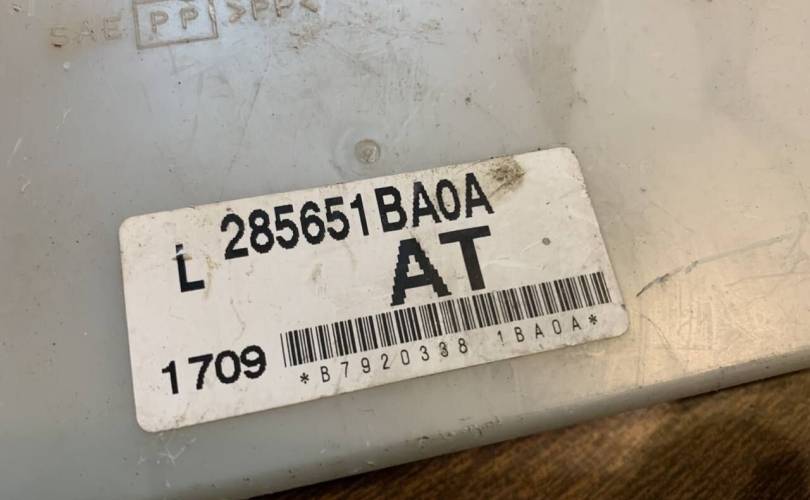 SAE PP >PP<
L 285651BA0A
AT
1709
*B7920338 1BA0A*